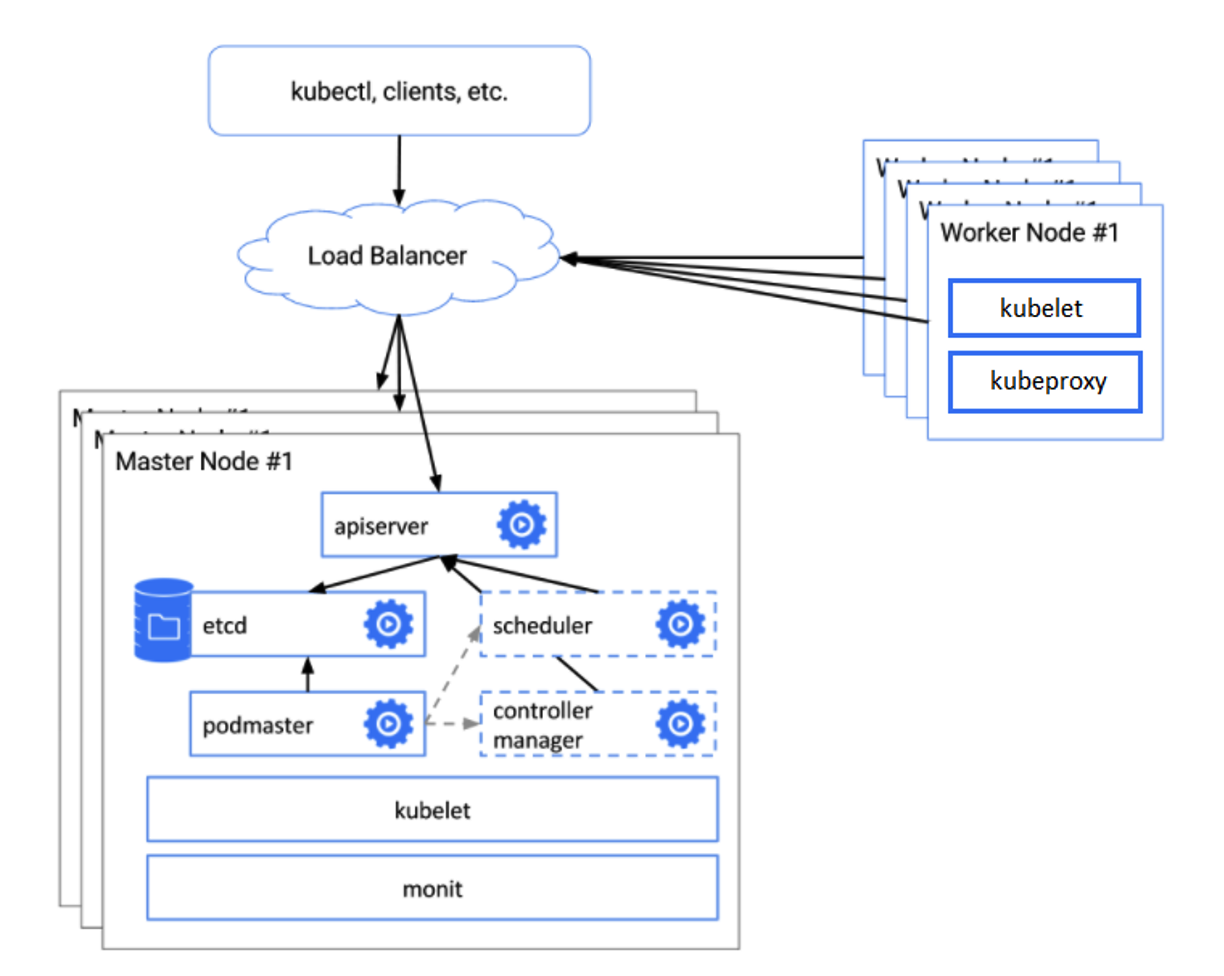 kubectl, clients, etc.
Load Balancer
Worker Node #1
kubelet
kubeproxy
Master Node #1
apiserver
etcd
scheduler
podmaster
controller
manager
kubelet
monit